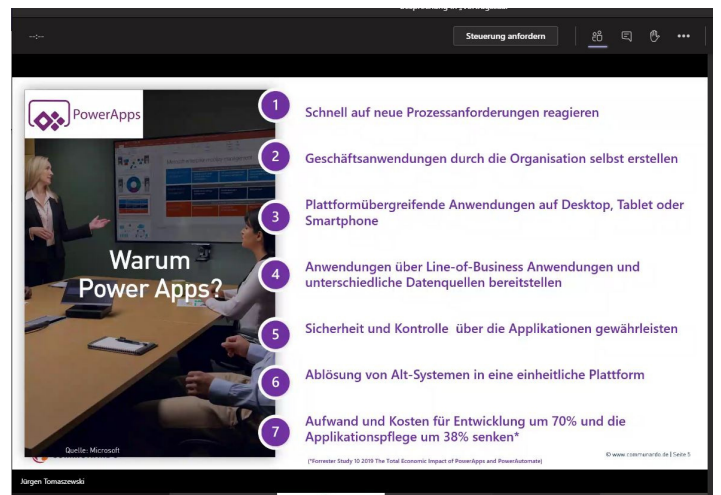 --:--
Steuerung anfordern
PowerApps
Warum
Power Apps?
Quelle: Microsoft
1
Schnell auf neue Prozessanforderungen reagieren
2
Geschäftsanwendungen durch die Organisation selbst erstellen
3
Plattformübergreifende Anwendungen auf Desktop, Tablet oder
Smartphone
4
Anwendungen über Line-of-Business Anwendungen und
unterschiedliche Datenquellen bereitstellen
5
Sicherheit und Kontrolle über die Applikationen gewährleisten
6
Ablösung von Alt-Systemen in eine einheitliche Plattform
7
Aufwand und Kosten für Entwicklung um 70% und die
Applikationspflege um 38% senken*
(*Forrester Study 10 2019 The Total Economic Impact of PowerApps and PowerAutomate)
© www.communardo.de | Seite 5
Jürgen Tomaszewski